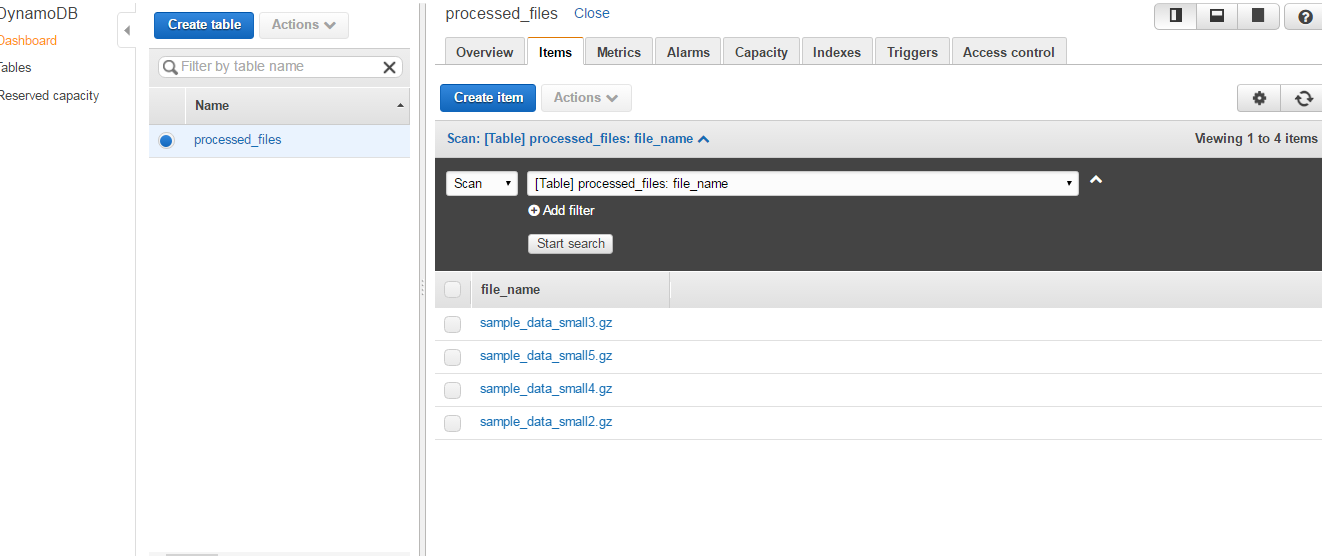 DynamoDB
Dashboard
Tables
Reserved capacity
Create table
Actions
Filter by table name
Name
processed_files
processed_files Close
Overview Items Metrics Alarms Capacity Indexes Triggers Access control
Create item Actions
Scan: [Table] processed_files: file_name
Viewing 1 to 4 items
Scan [Table] processed_files: file_name
Add filter
Start search
file_name
sample_data_small3.gz
sample_data_small5.gz
sample_data_small4.gz
sample_data_small2.gz